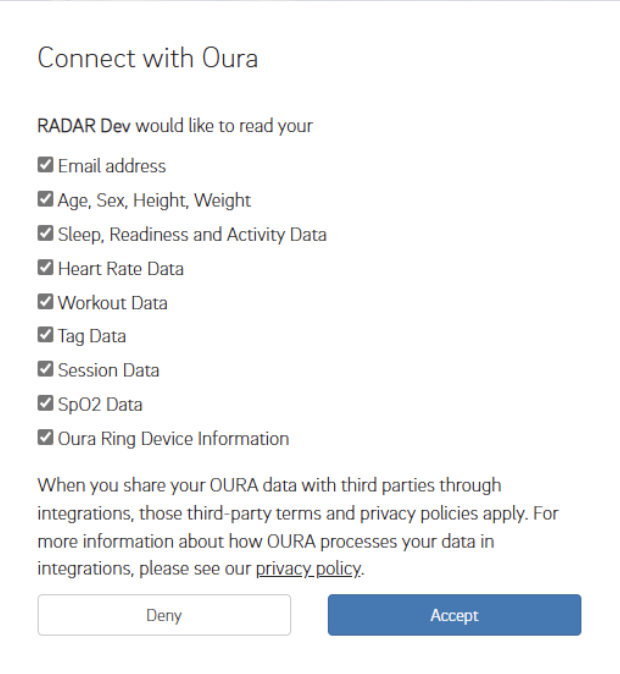 Connect with Oura
RADAR Dev would like to read your
Email address
Age, Sex, Height, Weight
Sleep, Readiness and Activity Data
Heart Rate Data
Workout Data
Tag Data
Session Data
SpO2 Data
Oura Ring Device Information
When you share your OURA data with third parties through
integrations, those third-party terms and privacy policies apply. For
more information about how OURA processes your data in
integrations, please see our privacy policy.
Deny
Accept